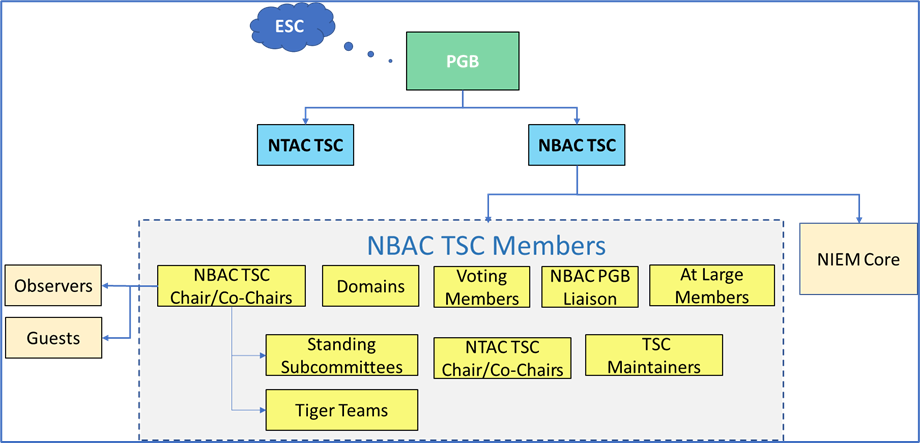 ESC
PGB
NTAC TSC
NBAC TSC
NBAC TSC Members
NIEM Core
Observers
Guests
NBAC TSC
Chair/Co-Chairs
Domains
Voting
Members
NBAC PGB
Liaison
At Large
Members
Standing
Subcommittees
NTAC TSC
Chair/Co-Chairs
TSC
Maintainers
Tiger Teams